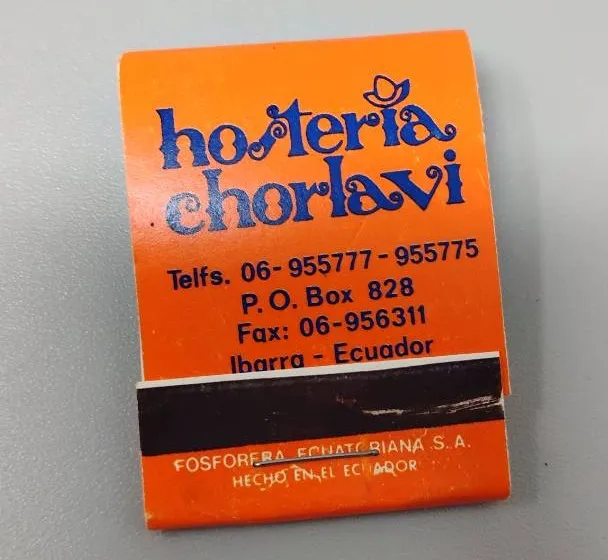 hosteria
chorlavi
Telfs. 06-955777-955775
P.O. Box 828
Fax: 06-956311
Ibarra - Ecuador
FOSFORERA ECUATORIANA S.A.
HECHO EN EL ECUADOR